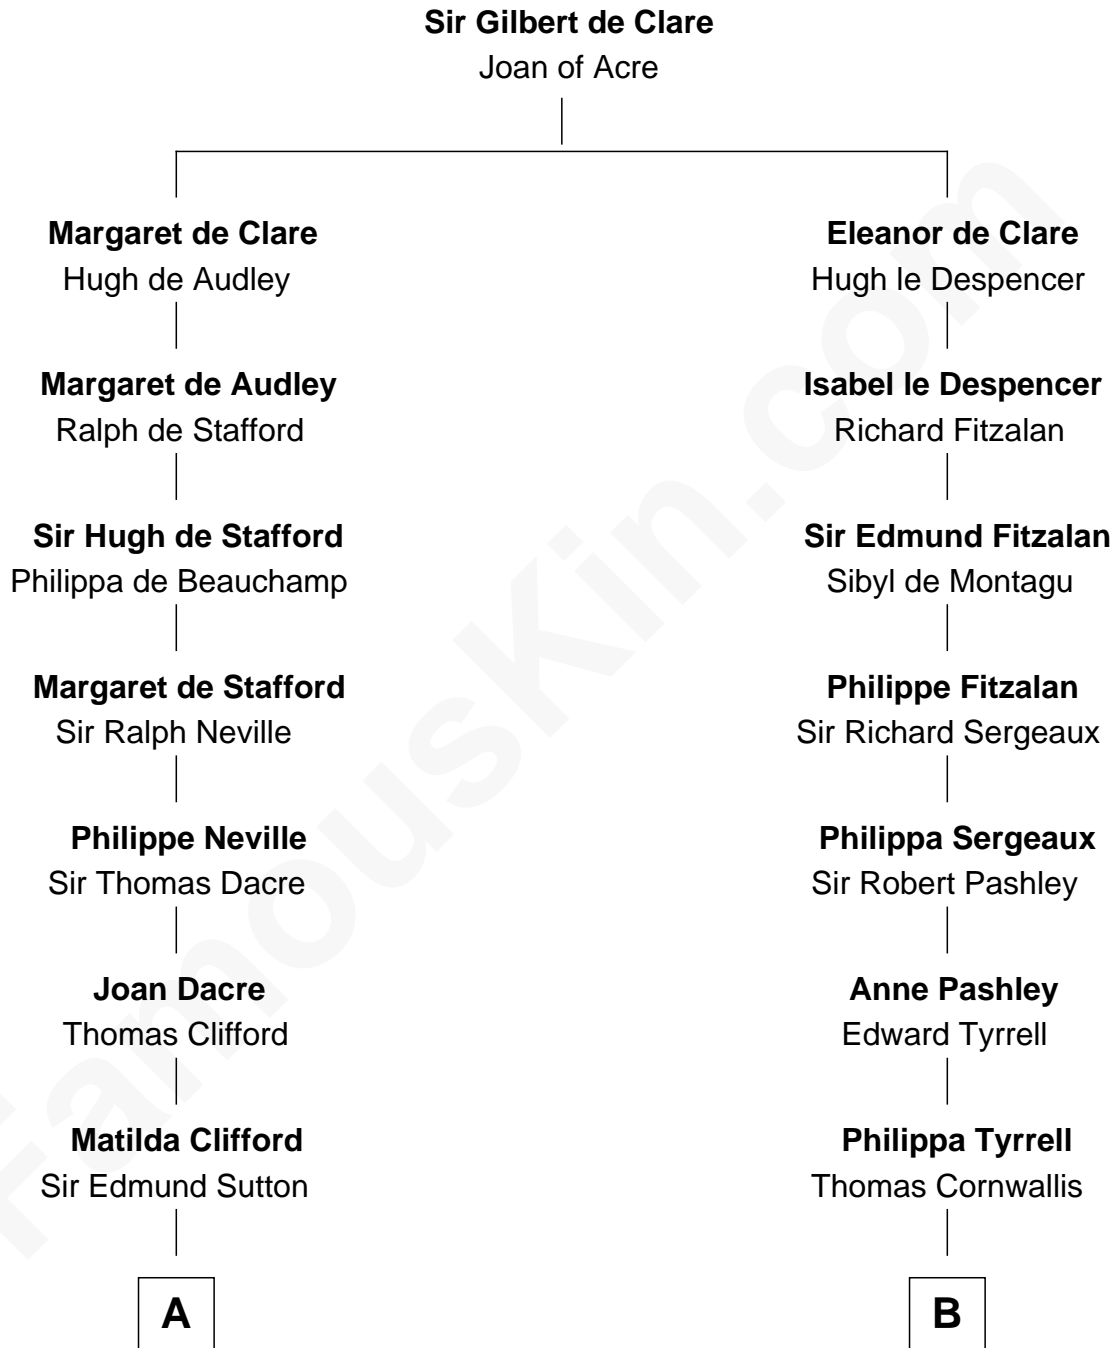 Sir Gilbert de Clare
Joan of Acre
Margaret de Clare
Hugh de Audley
Eleanor de Clare
Hugh le Despencer
Margaret de Audley
Ralph de Stafford
Isabel le Despencer
Richard Fitzalan
Sir Hugh de Stafford
Philippa de Beauchamp
Sir Edmund Fitzalan
Sibyl de Montagu
Margaret de Stafford
Sir Ralph Neville
Philippe Fitzalan
Sir Richard Sergeaux
Philippe Neville
Sir Thomas Dacre
Philippa Sergeaux
Sir Robert Pashley
Joan Dacre
Thomas Clifford
Anne Pashley
Edward Tyrrell
Matilda Clifford
Sir Edmund Sutton
Philippa Tyrrell
Thomas Cornwallis
A
B
FamousKin.com